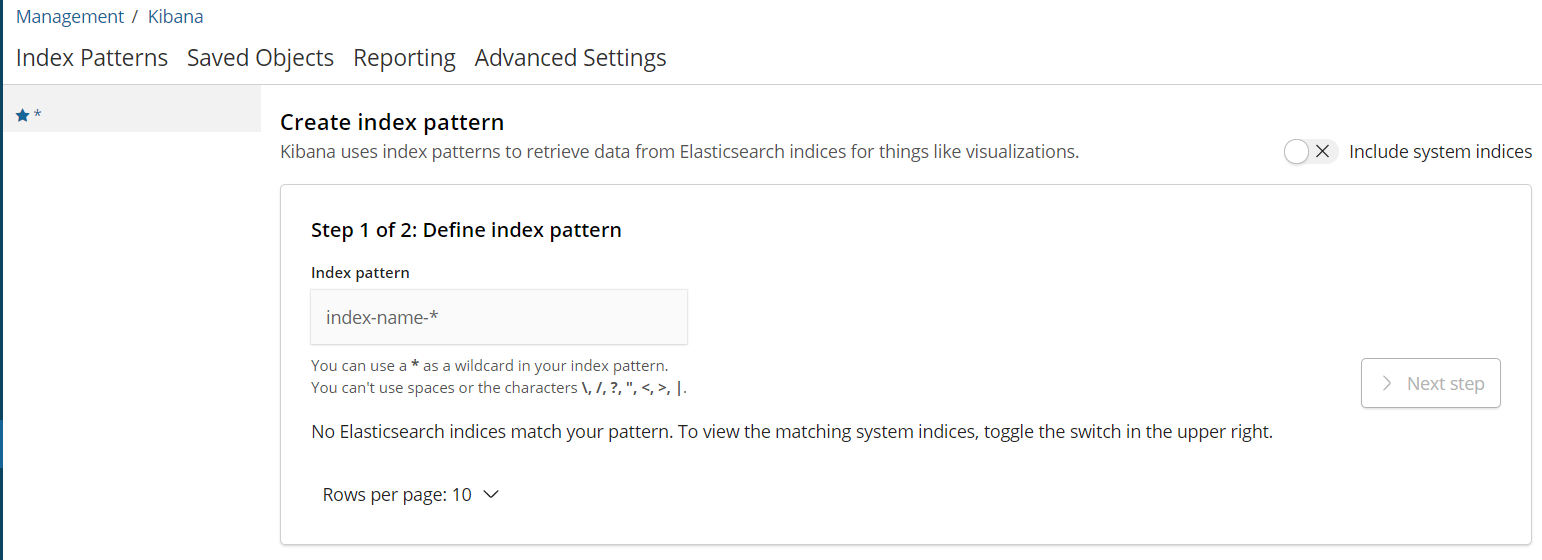 Management / Kibana
Index Patterns Saved Objects Reporting Advanced Settings
★ *
Create index pattern
Kibana uses index patterns to retrieve data from Elasticsearch indices for things like visualizations.
Include system indices
Step 1 of 2: Define index pattern
Index pattern
index-name-*
You can use a * as a wildcard in your index pattern.
You can't use spaces or the characters \, /, ?, ", <, >, |.
Next step
No Elasticsearch indices match your pattern. To view the matching system indices, toggle the switch in the upper right.
Rows per page: 10